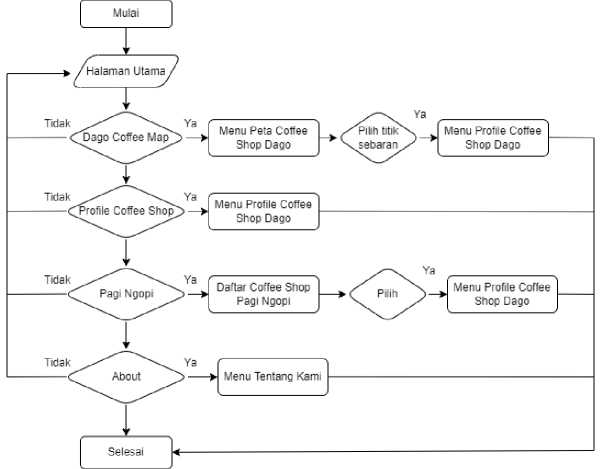 Mulai
Halaman Utama
Tidak
Dago Coffee Map
Ya
Menu Peta Coffee
Shop Dago
Pilih titik
sebaran
Ya
Menu Profile Coffee
Shop Dago
Tidak
Profile Coffee Shop
Ya
Menu Profile Coffee
Shop Dago
Tidak
Pagi Ngopi
Ya
Daftar Coffee Shop
Pagi Ngopi
Pilih
Ya
Menu Profile Coffee
Shop Dago
Tidak
About
Ya
Menu Tentang Kami
Selesai